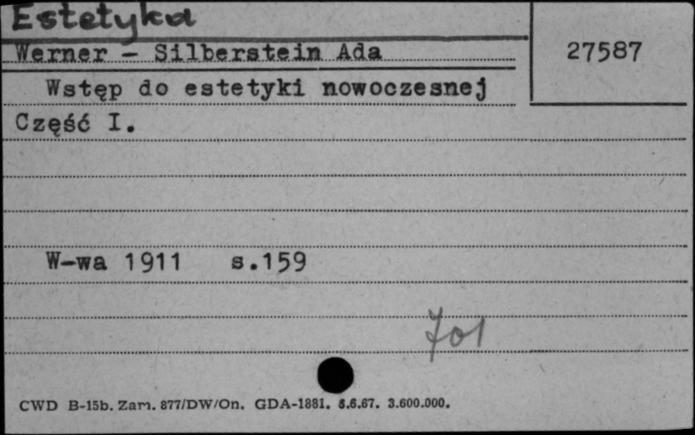 Estetyka
Werner - Silberstein Ada
27587
Wstęp do estetyki nowoczesnej
Część I.
W-wa 1911 s.159
701
CWD B-15b. Zam. 877/DW/On. GDA-1881. 8.6.67. 3.600.000.